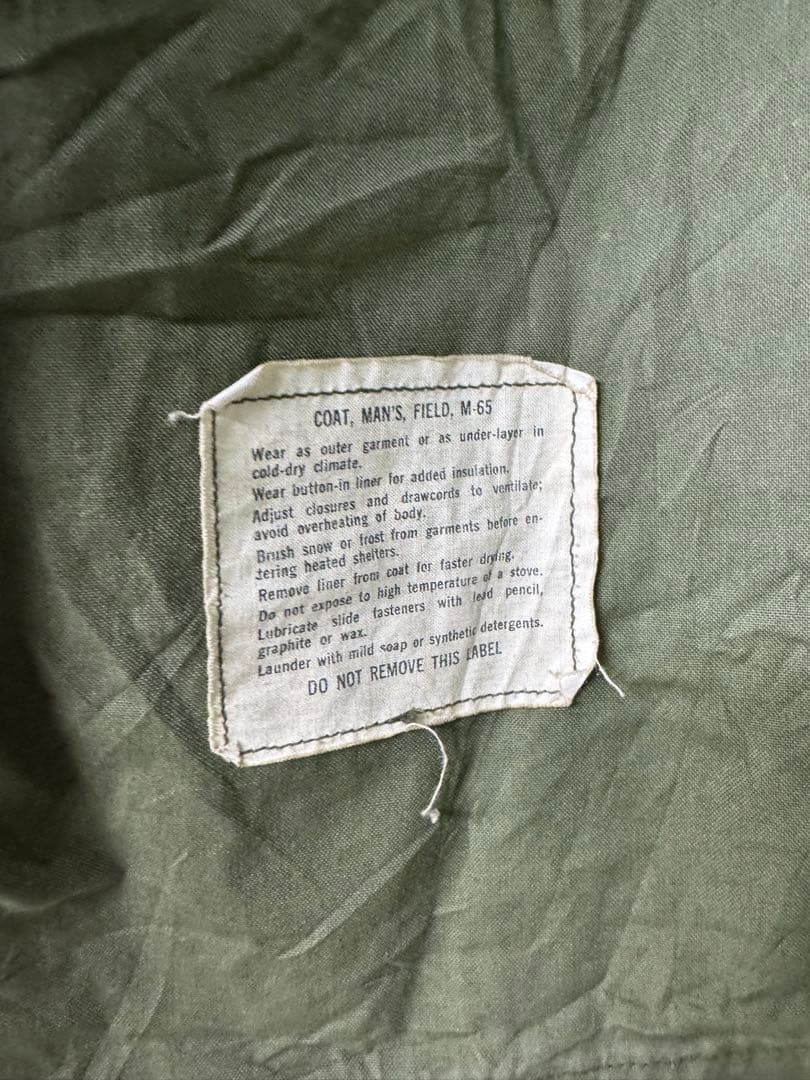 COAT, MAN'S, FIELD, M-65
Wear as outer garment or as under-layer in
cold-dry climate.
Wear button-in liner for added insulation.
Adjust closures and drawcords to ventilate;
avoid overheating of body.
Brush snow or frost from garments before en-
tering heated shelters.
Remove liner from coat for faster drying.
Do not expose to high temperature of a stove.
Lubricate slide fasteners with lead pencil,
graphite or wax.
Launder with mild soap or synthetic detergents.
DO NOT REMOVE THIS LABEL